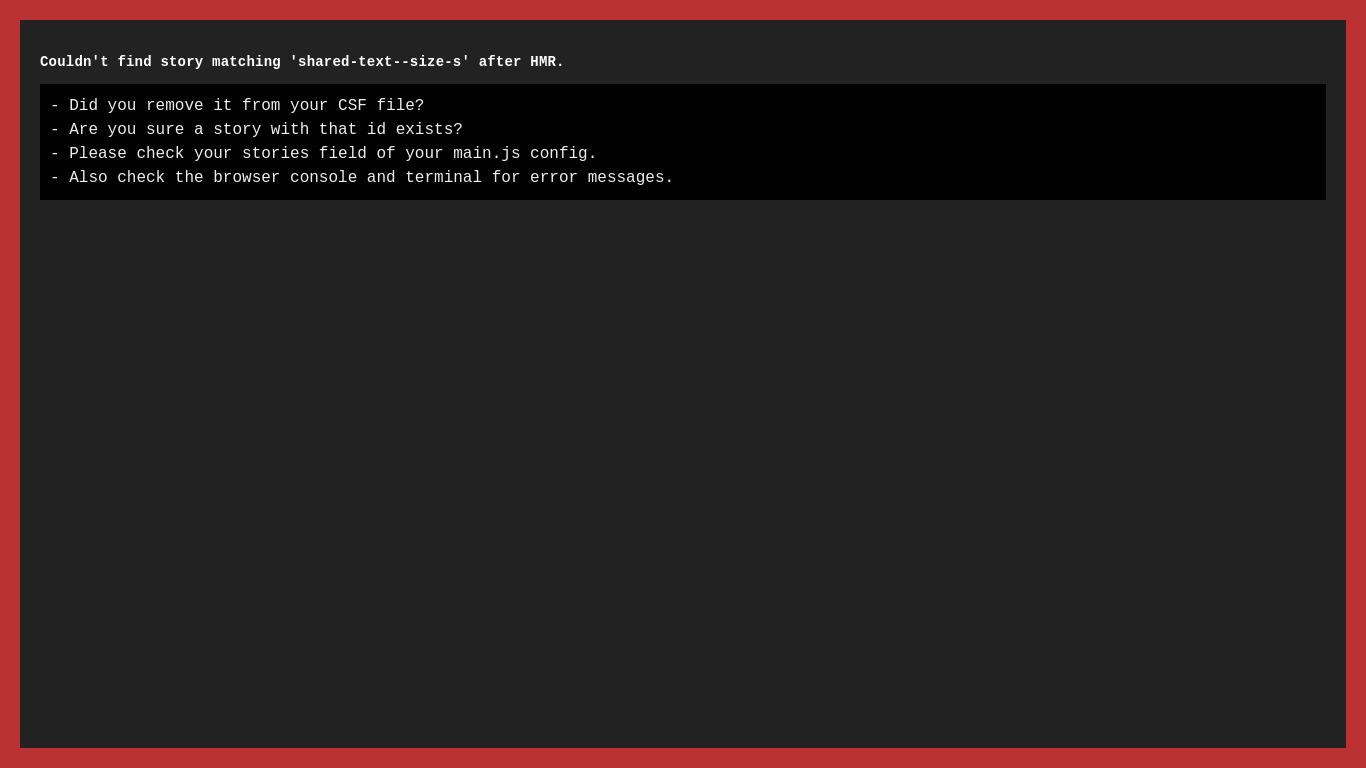 Couldn't find story matching 'shared-text--size-s' after HMR.
- Did you remove it from your CSF file?
- Are you sure a story with that id exists?
- Please check your stories field of your main.js config.
- Also check the browser console and terminal for error messages.